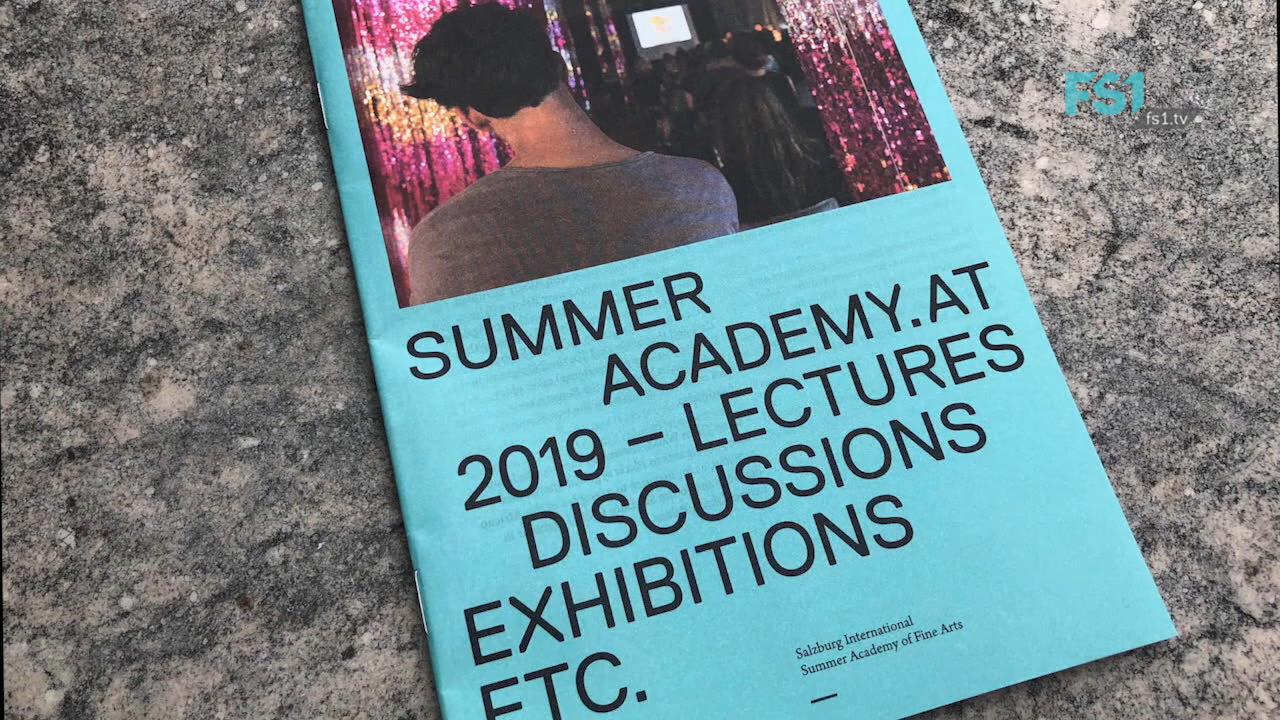 FS1
fs1.tv
SUMMER
ACADEMY.AT
2019 – LECTURES
DISCUSSIONS
EXHIBITIONS
ETC.
Salzburg International
Summer Academy of Fine Arts